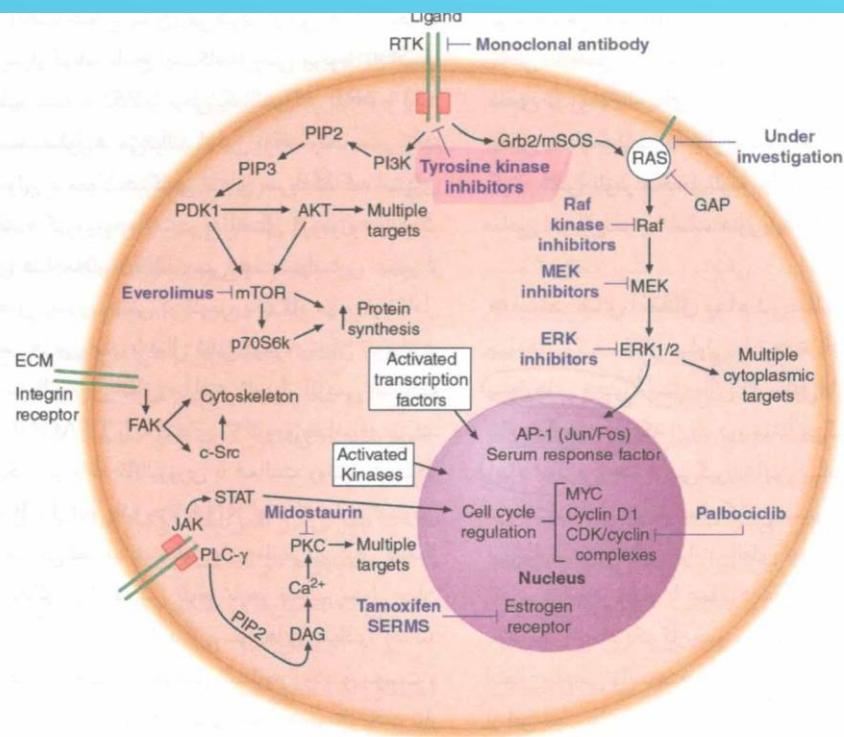 Ligand
RTK
Monoclonal antibody
PIP2
Grb2/mSOS
RAS
Under
investigation
PIP3
PI3K
Tyrosine kinase
inhibitors
GAP
PDK1
AKT
Multiple
targets
Raf
kinase
inhibitors
Raf
Everolimus
mTOR
MEK
inhibitors
MEK
Protein
synthesis
p70S6k
ERK
inhibitors
ERK1/2
Multiple
cytoplasmic
targets
ECM
Integrin
receptor
Activated
transcription
factors
Cytoskeleton
FAK
c-Src
AP-1 (Jun/Fos)
Serum response factor
Activated
Kinases
STAT
JAK
Midostaurin
Cell cycle
regulation
MYC
Cyclin D1
CDK/cyclin
complexes
Palbociclib
PLC-γ
PKC
Multiple
targets
Nucleus
Ca2+
PIP2
DAG
Tamoxifen
SERMS
Estrogen
receptor